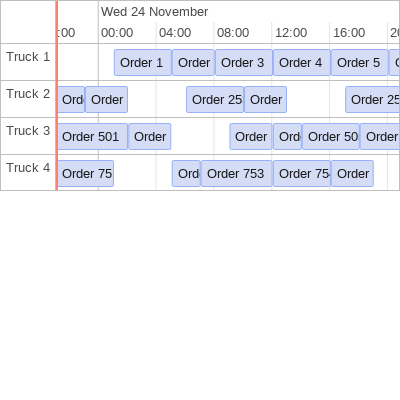 Wed 24 November
:00 00:00 04:00 08:00 12:00 16:00 20
Truck 1 Order 1 Order Order 3 Order 4 Order 5
Truck 2 Ord Order Order 25 Order Order 25
Truck 3 Order 501 Order Order Ord Order 50 Order
Truck 4 Order 75 Ord Order 753 Order 75 Order